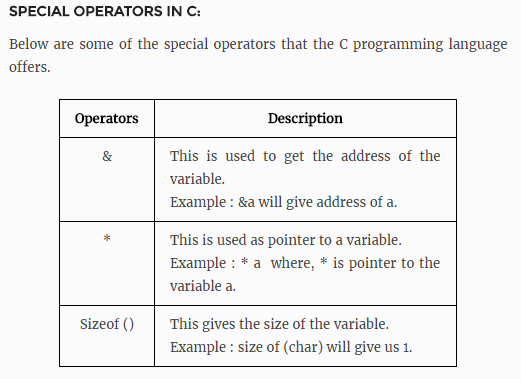 SPECIAL OPERATORS IN C:
Below are some of the special operators that the C programming language
offers.
Operators Description
& This is used to get the address of the
variable.
Example : &a will give address of a.
* This is used as pointer to a variable.
Example : * a where, * is pointer to the
variable a.
Sizeof () This gives the size of the variable.
Example : size of (char) will give us 1.